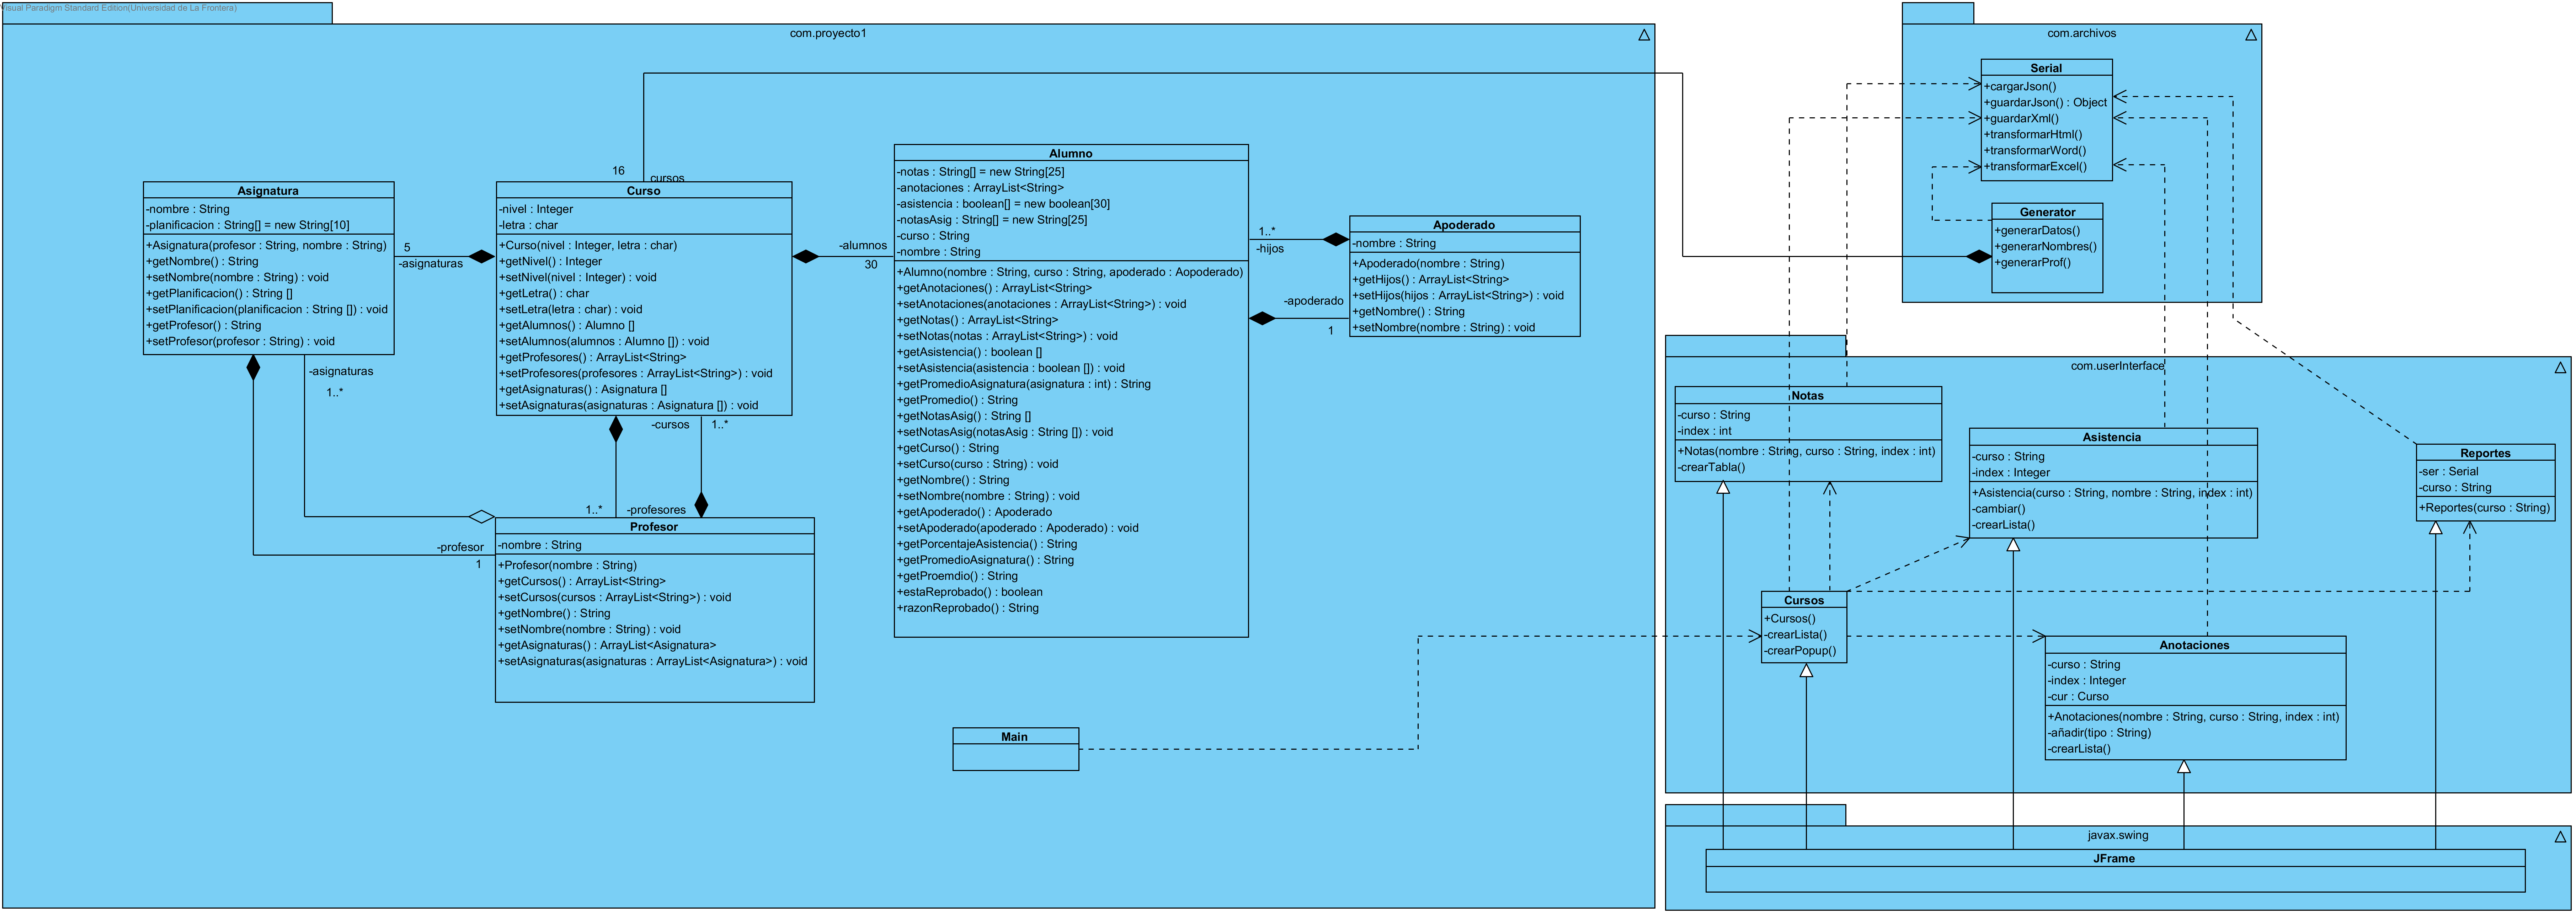 Visual Paradigm Standard Edition(Universidad de La Frontera)
com.proyecto1
16
cursos
Asignatura
-nombre : String
-planificacion : String[] = new String[10]
+Asignatura(profesor : String, nombre : String)
+getNombre() : String
+setNombre(nombre : String) : void
+getPlanificacion() : String []
+setPlanificacion(planificacion : String []) : void
+getProfesor() : String
+setProfesor(profesor : String) : void
5
-asignaturas
-asignaturas
1..*
Curso
-nivel : Integer
-letra : char
+Curso(nivel : Integer, letra : char)
+getNivel() : Integer
+setNivel(nivel : Integer) : void
+getLetra() : char
+setLetra(letra : char) : void
+getAlumnos() : Alumno []
+setAlumnos(alumnos : Alumno []) : void
+getProfesores() : ArrayList<String>
+setProfesores(profesores : ArrayList<String>) : void
+getAsignaturas() : Asignatura []
+setAsignaturas(asignaturas : Asignatura []) : void
-alumnos
30
-cursos
1..*
1..*
-profesores
-profesor
1
Profesor
-nombre : String
+Profesor(nombre : String)
+getCursos() : ArrayList<String>
+setCursos(cursos : ArrayList<String>) : void
+getNombre() : String
+setNombre(nombre : String) : void
+getAsignaturas() : ArrayList<Asignatura>
+setAsignaturas(asignaturas : ArrayList<Asignatura>) : void
Alumno
-notas : String[] = new String[25]
-anotaciones : ArrayList<String>
-asistencia : boolean[] = new boolean[30]
-notasAsig : String[] = new String[25]
-curso : String
-nombre : String
+Alumno(nombre : String, curso : String, apoderado : Aopoderado)
+getAnotaciones() : ArrayList<String>
+setAnotaciones(anotaciones : ArrayList<String>) : void
+getNotas() : ArrayList<String>
+setNotas(notas : ArrayList<String>) : void
+getAsistencia() : boolean []
+setAsistencia(asistencia : boolean []) : void
+getPromedioAsignatura(asignatura : int) : String
+getPromedio() : String
+getNotasAsig() : String []
+setNotasAsig(notasAsig : String []) : void
+getCurso() : String
+setCurso(curso : String) : void
+getNombre() : String
+setNombre(nombre : String) : void
+getApoderado() : Apoderado
+setApoderado(apoderado : Apoderado) : void
+getPorcentajeAsistencia() : String
+getPromedioAsignatura() : String
+getProemdio() : String
+estaReprobado() : boolean
+razonReprobado() : String
1..*
-hijos
-apoderado
1
Apoderado
-nombre : String
+Apoderado(nombre : String)
+getHijos() : ArrayList<String>
+setHijos(hijos : ArrayList<String>) : void
+getNombre() : String
+setNombre(nombre : String) : void
Main
com.archivos
Serial
+cargarJson()
+guardarJson() : Object
+guardarXml()
+transformarHtml()
+transformarWord()
+transformarExcel()
Generator
+generarDatos()
+generarNombres()
+generarProf()
com.userInterface
Notas
-curso : String
-index : int
+Notas(nombre : String, curso : String, index : int)
-crearTabla()
Asistencia
-curso : String
-index : Integer
+Asistencia(curso : String, nombre : String, index : int)
-cambiar()
-crearLista()
Reportes
-ser : Serial
-curso : String
+Reportes(curso : String)
Cursos
+Cursos()
-crearLista()
-crearPopup()
Anotaciones
-curso : String
-index : Integer
-cur : Curso
+Anotaciones(nombre : String, curso : String, index : int)
-añadir(tipo : String)
-crearLista()
javax.swing
JFrame